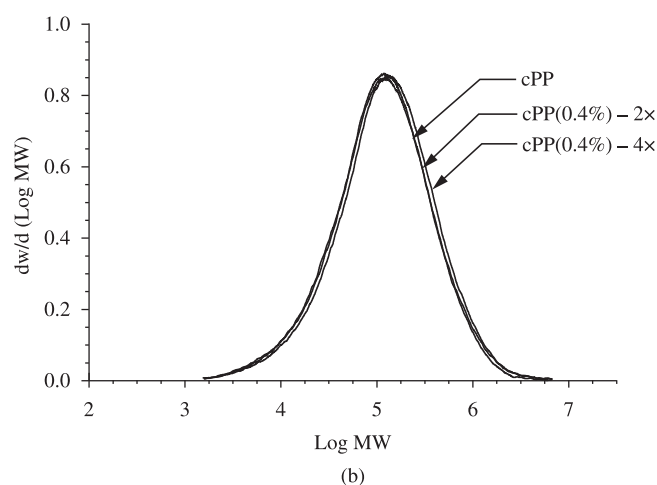 1.0
0.8
0.6
0.4
0.2
0.0
dw/d (Log MW)
cPP
cPP(0.4%) – 2×
cPP(0.4%) – 4×
2 3 4 5 6 7
Log MW
(b)